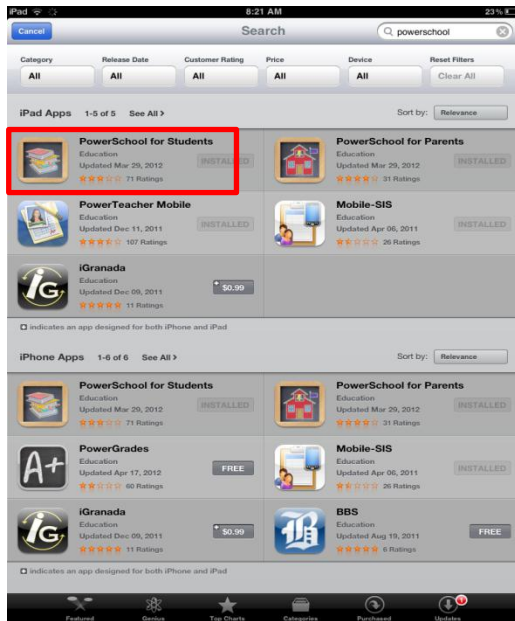 iPad 8:21 AM 23%
Cancel Search powerschool
Category Release Date Customer Rating Price Device Reset Filters
All All All All All Clear All
iPad Apps 1-5 of 5 See All > Sort by: Relevance
PowerSchool for Students
Education
Updated Mar 29, 2012
71 Ratings
INSTALLED
PowerSchool for Parents
Education
Updated Mar 29, 2012
31 Ratings
INSTALLED
PowerTeacher Mobile
Education
Updated Dec 11, 2011
107 Ratings
INSTALLED
Mobile-SIS
Education
Updated Apr 06, 2011
26 Ratings
INSTALLED
iG
iGranada
Education
Updated Dec 09, 2011
11 Ratings
+ $0.99
+ indicates an app designed for both iPhone and iPad
iPhone Apps 1-6 of 6 See All > Sort by: Relevance
PowerSchool for Students
Education
Updated Mar 29, 2012
71 Ratings
INSTALLED
PowerSchool for Parents
Education
Updated Mar 29, 2012
31 Ratings
INSTALLED
A+
PowerGrades
Education
Updated Apr 17, 2012
60 Ratings
FREE
Mobile-SIS
Education
Updated Apr 06, 2011
26 Ratings
INSTALLED
iG
iGranada
Education
Updated Dec 09, 2011
11 Ratings
+ $0.99
B
BBS
Education
Updated Aug 19, 2011
6 Ratings
FREE
+ indicates an app designed for both iPhone and iPad
Featured Genius Top Charts Categories Purchased Updates